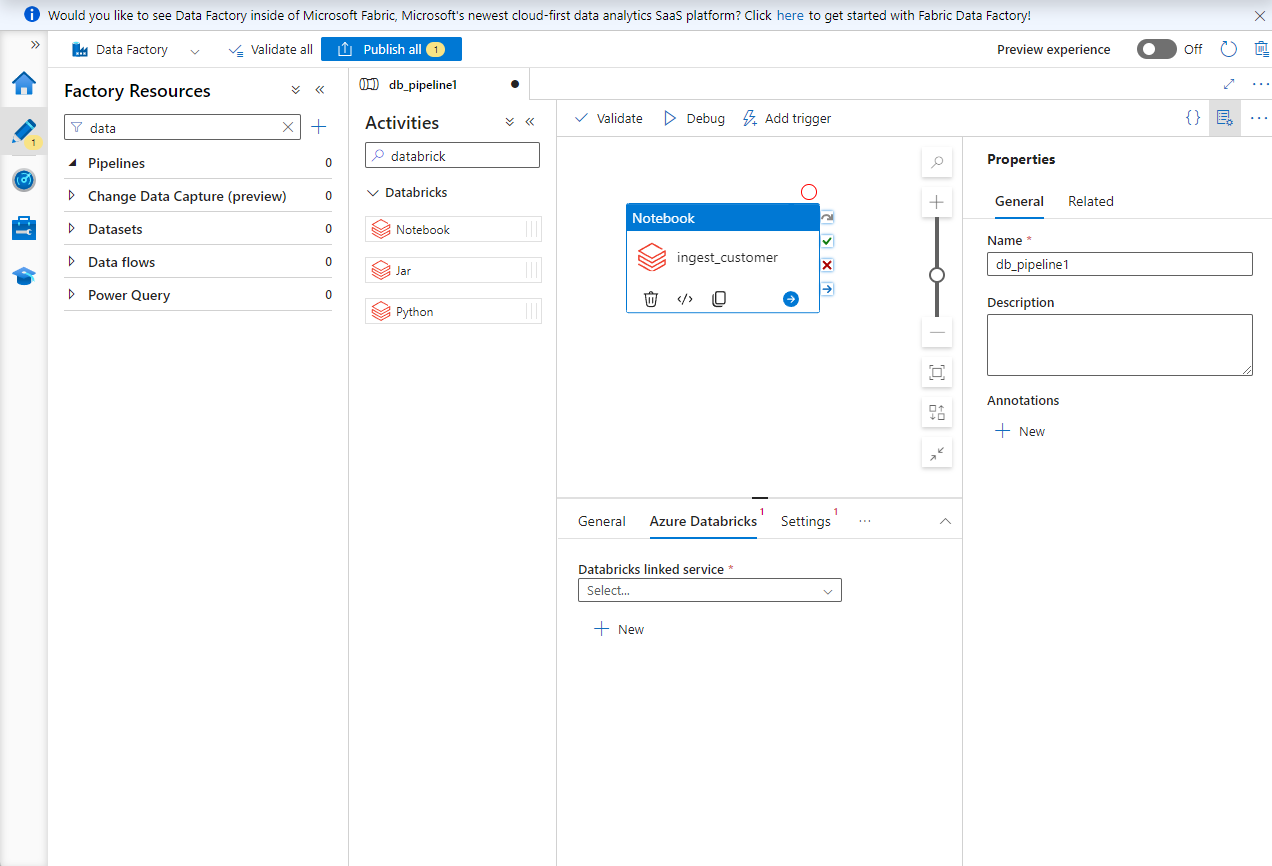 Would you like to see Data Factory inside of Microsoft Fabric, Microsoft's newest cloud-first data analytics SaaS platform? Click here to get started with Fabric Data Factory!
Data Factory
Validate all
Publish all 1
Preview experience
Off
1
Factory Resources
data
Pipelines 0
Change Data Capture (preview) 0
Datasets 0
Data flows 0
Power Query 0
db_pipeline1
Activities
databrick
Databricks
Notebook
Jar
Python
Validate
Debug
Add trigger
{}
Notebook
ingest_customer
</>
General
Azure Databricks 1
Settings 1
...
Databricks linked service *
Select...
New
Properties
General
Related
Name *
db_pipeline1
Description
Annotations
New